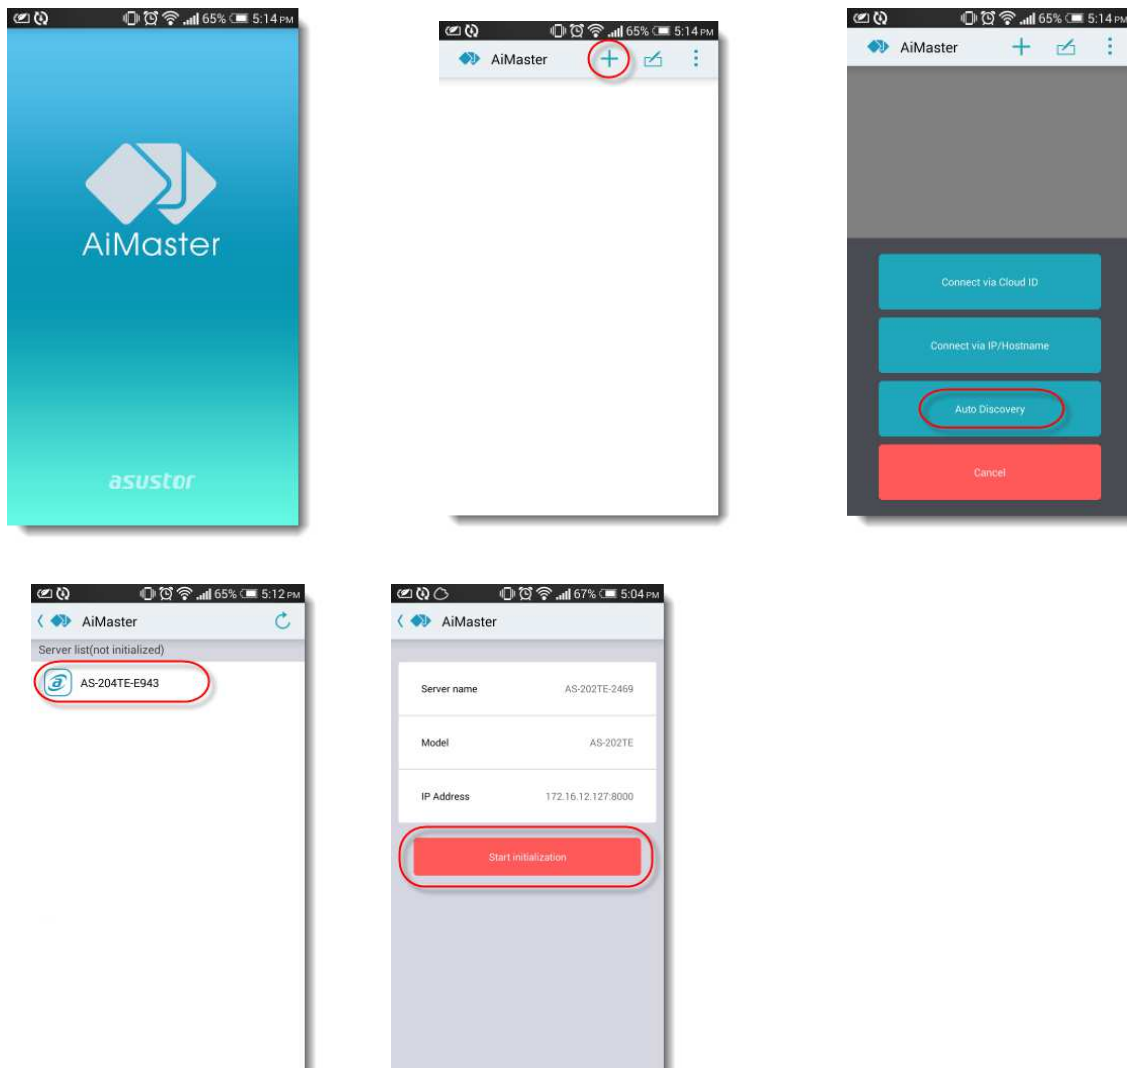 65% 5:14 PM
AiMaster
asustor
65% 5:14 PM
AiMaster
65% 5:14 PM
AiMaster
Connect via Cloud ID
Connect via IP/Hostname
Auto Discovery
Cancel
65% 5:12 PM
AiMaster
Server list(not initialized)
AS-204TE-E943
67% 5:04 PM
AiMaster
Server name AS-202TE-2469
Model AS-202TE
IP Address 172.16.12.127:8000
Start initialization